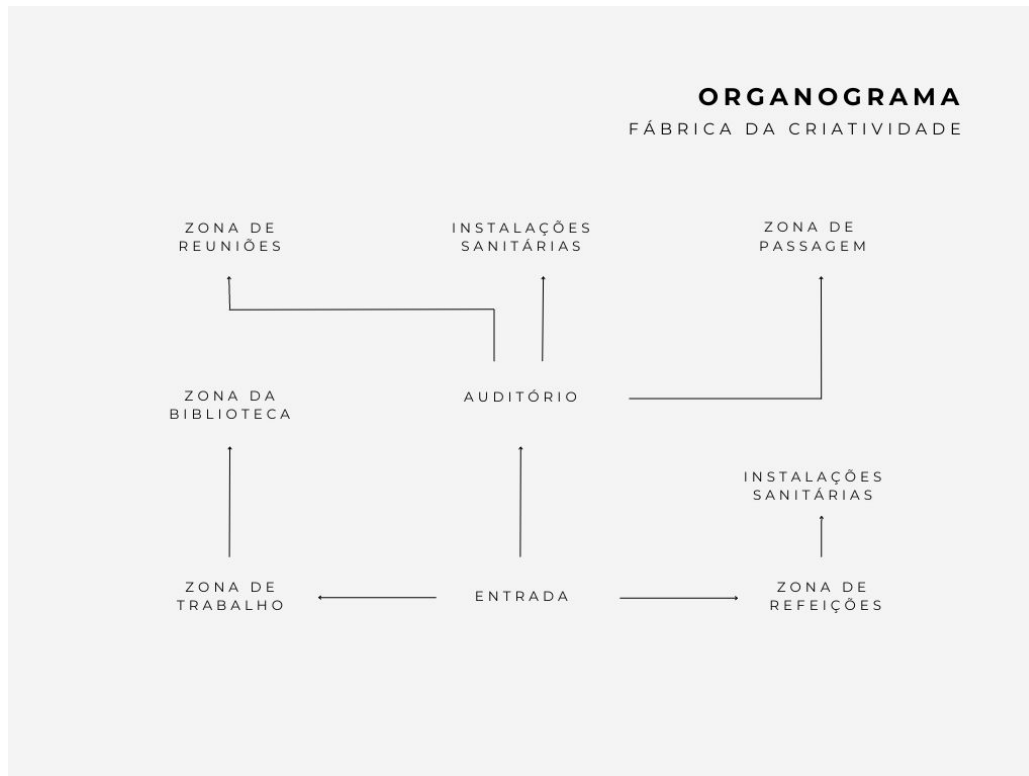 ORGANOGRAMA
FÁBRICA DA CRIATIVIDADE
ZONA DE
REUNIÕES
INSTALAÇÕES
SANITÁRIAS
ZONA DE
PASSAGEM
ZONA DA
BIBLIOTECA
AUDITÓRIO
INSTALAÇÕES
SANITÁRIAS
ZONA DE
TRABALHO
ENTRADA
ZONA DE
REFEIÇÕES